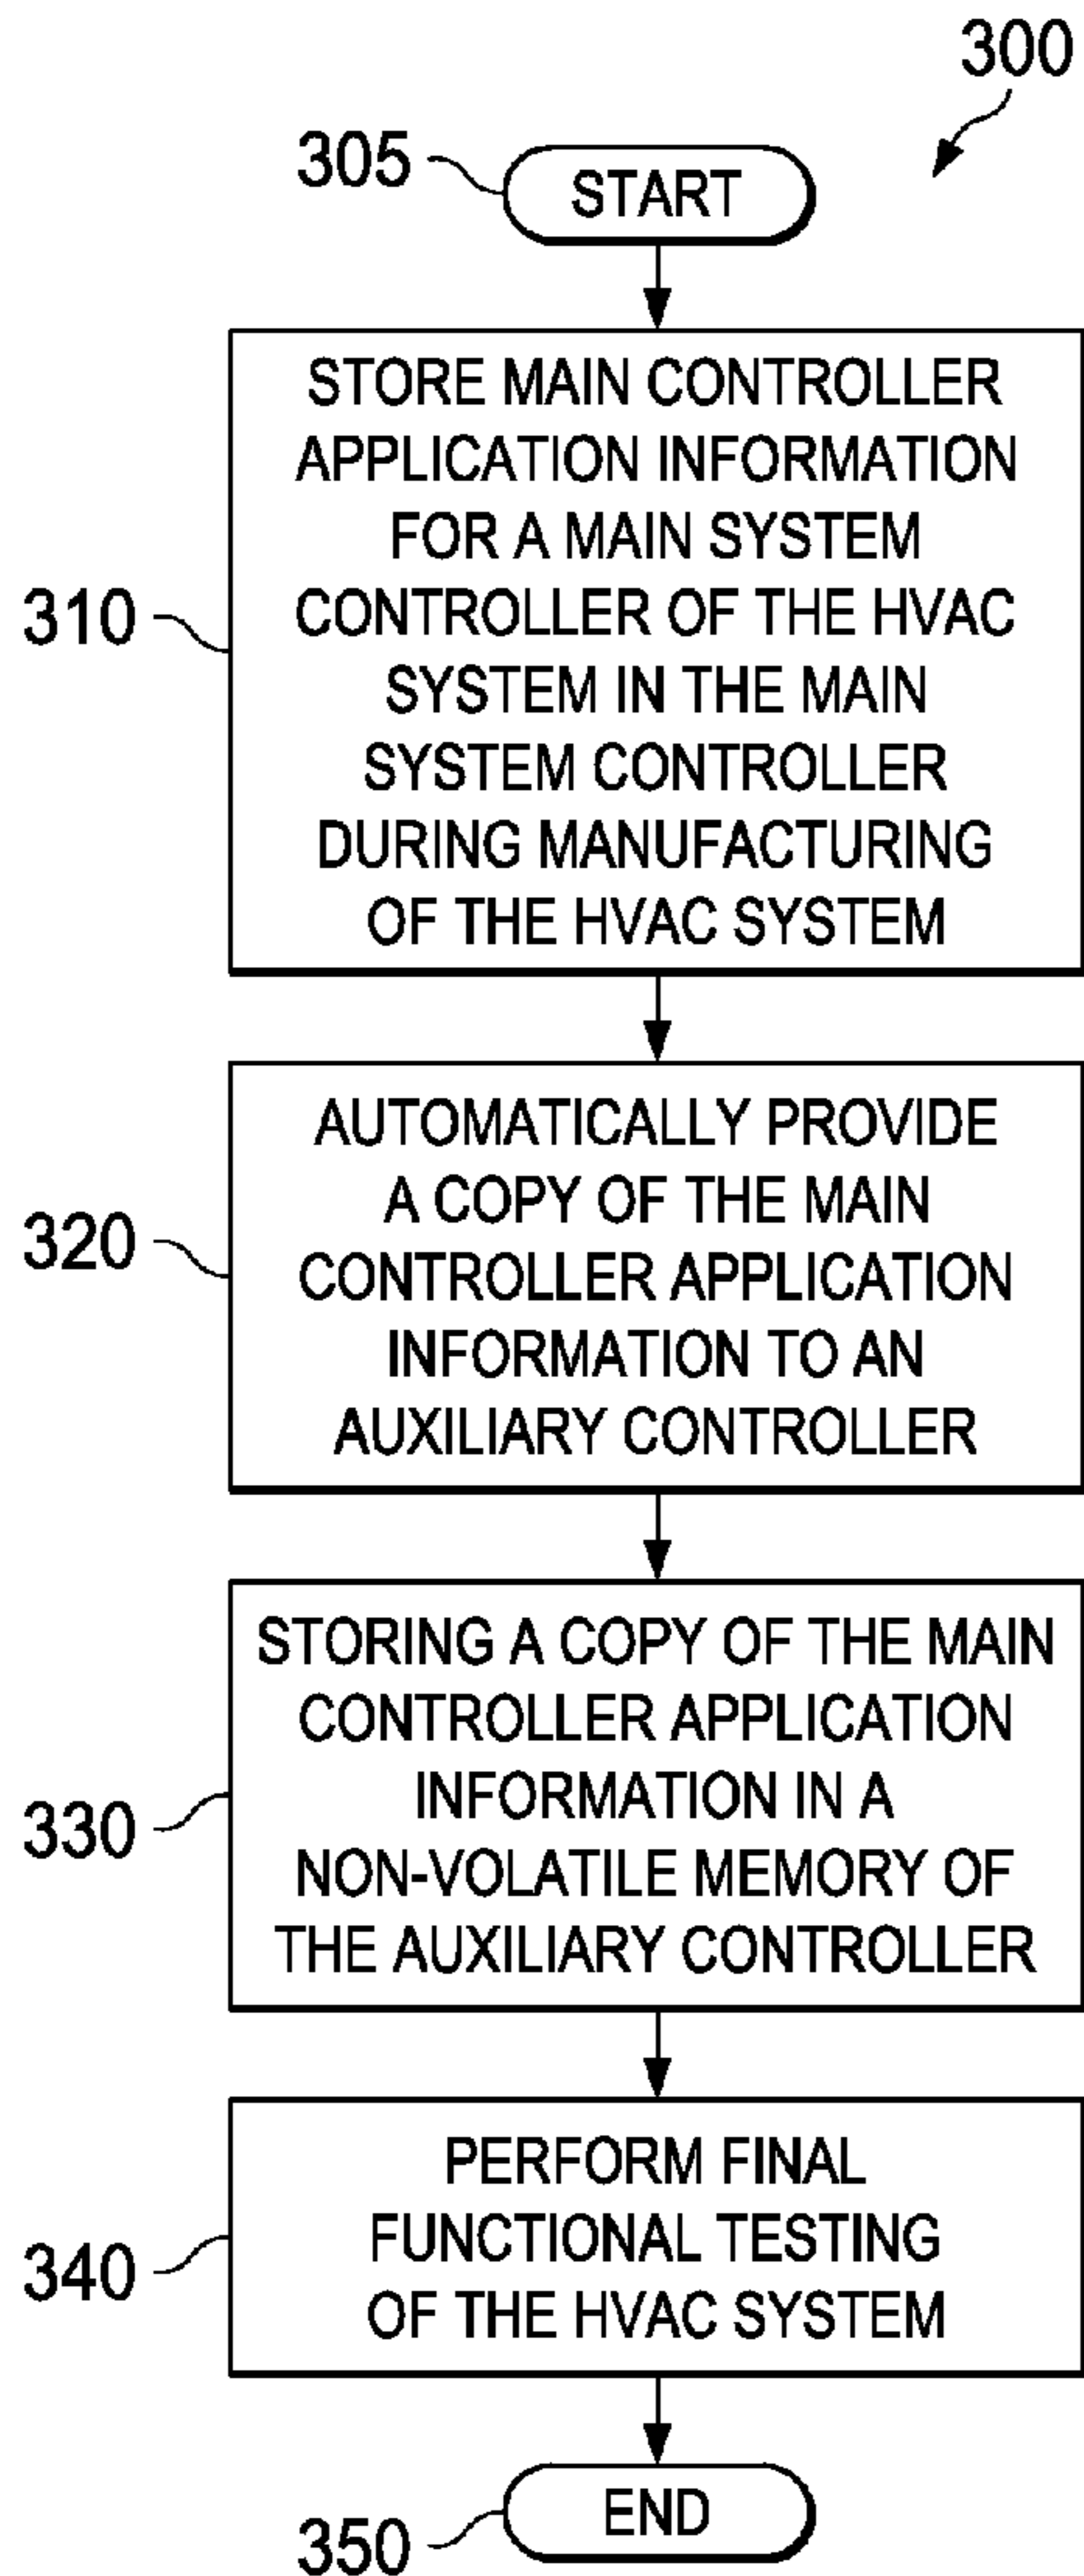 300
305
START
310
STORE MAIN CONTROLLER
APPLICATION INFORMATION
FOR A MAIN SYSTEM
CONTROLLER OF THE HVAC
SYSTEM IN THE MAIN
SYSTEM CONTROLLER
DURING MANUFACTURING
OF THE HVAC SYSTEM
320
AUTOMATICALLY PROVIDE
A COPY OF THE MAIN
CONTROLLER APPLICATION
INFORMATION TO AN
AUXILIARY CONTROLLER
330
STORING A COPY OF THE MAIN
CONTROLLER APPLICATION
INFORMATION IN A
NON-VOLATILE MEMORY OF
THE AUXILIARY CONTROLLER
340
PERFORM FINAL
FUNCTIONAL TESTING
OF THE HVAC SYSTEM
350
END